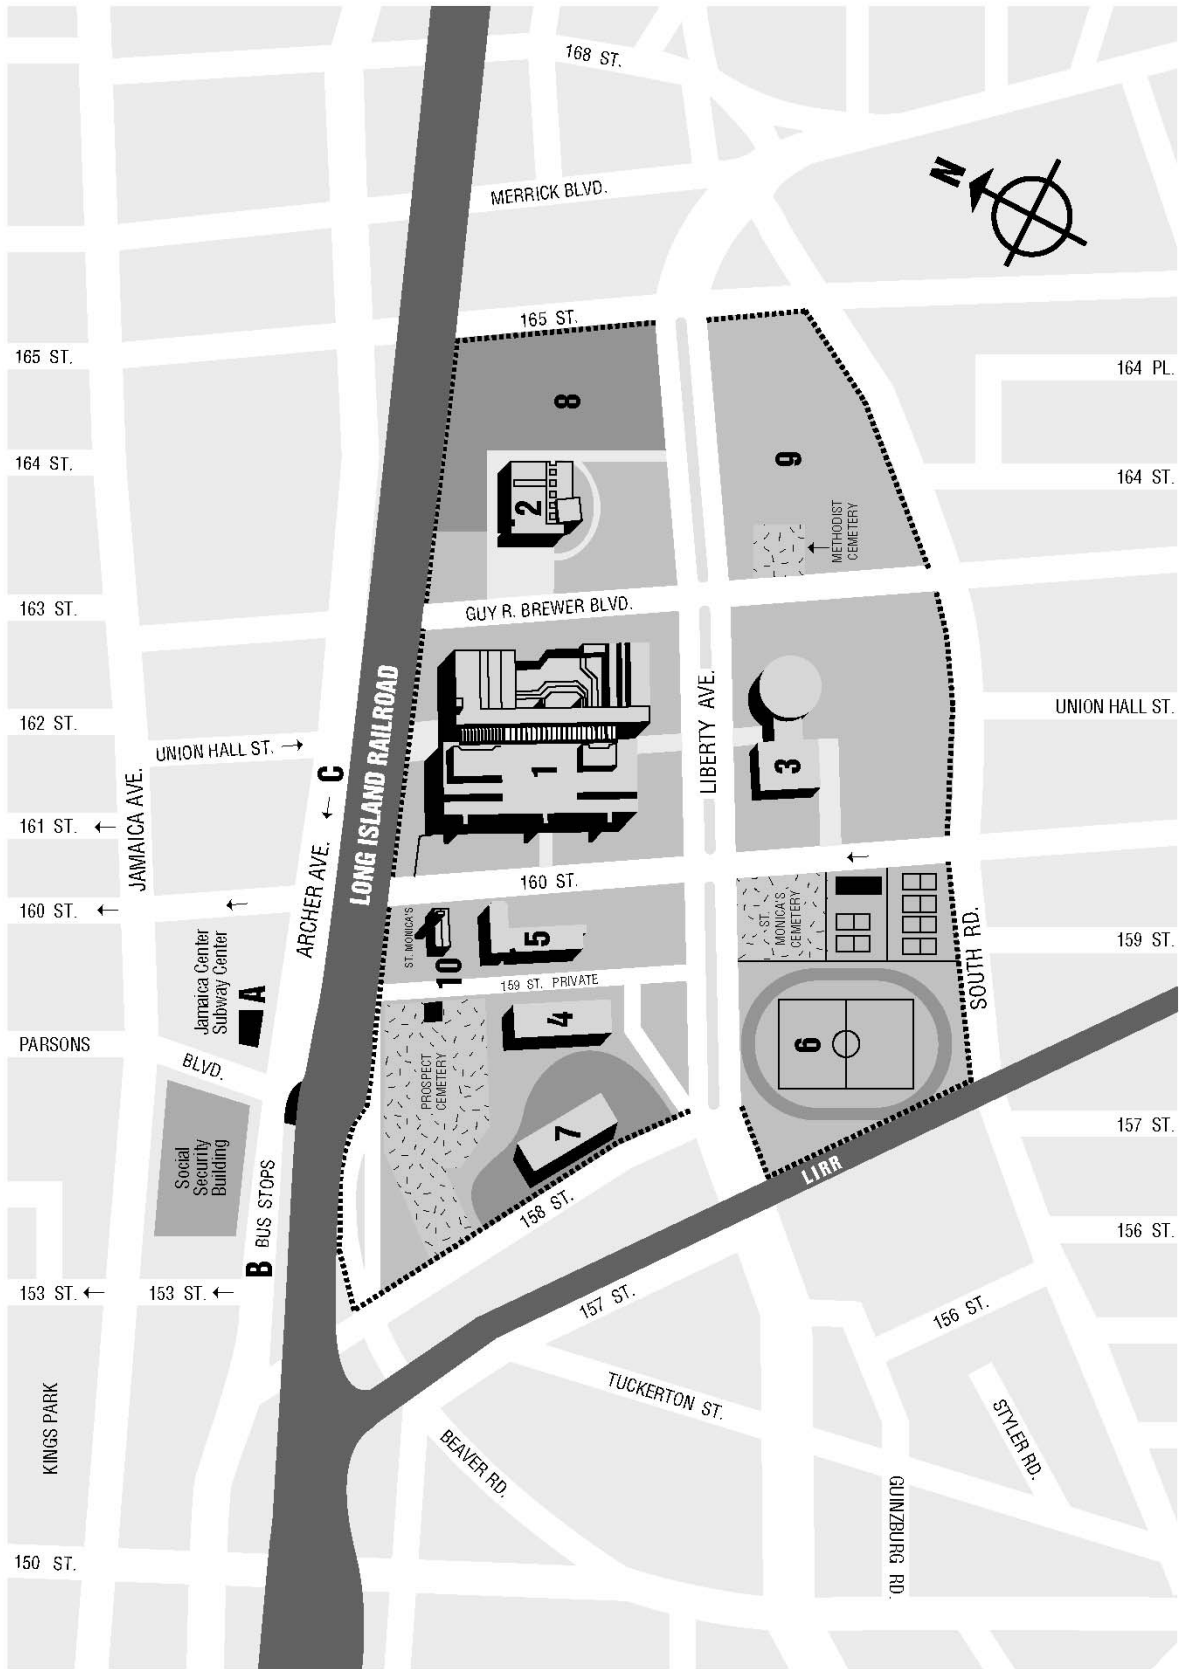 168 ST.
MERRICK BLVD.
N
165 ST.
165 ST.
164 PL.
8
164 ST.
9
164 ST.
2
METHODIST
CEMETERY
163 ST.
GUY R. BREWER BLVD.
LONG ISLAND RAILROAD
162 ST.
UNION HALL ST.
LIBERTY AVE.
UNION HALL ST.
C
1
3
161 ST.
JAMAICA AVE.
ARCHER AVE.
160 ST.
160 ST.
ST. MONICA'S
ST.
MONICA'S
CEMETERY
159 ST.
5
10
SOUTH RD.
Jamaica Center
Subway Center
A
159 ST. PRIVATE
4
6
PARSONS
BLVD.
PROSPECT
CEMETERY
157 ST.
7
Social
Security
Building
LIRR
BUS STOPS
158 ST.
156 ST.
B
153 ST.
153 ST.
157 ST.
156 ST.
KINGS PARK
TUCKERTON ST.
STYLER RD.
BEAVER RD.
GUINZBURG RD.
150 ST.